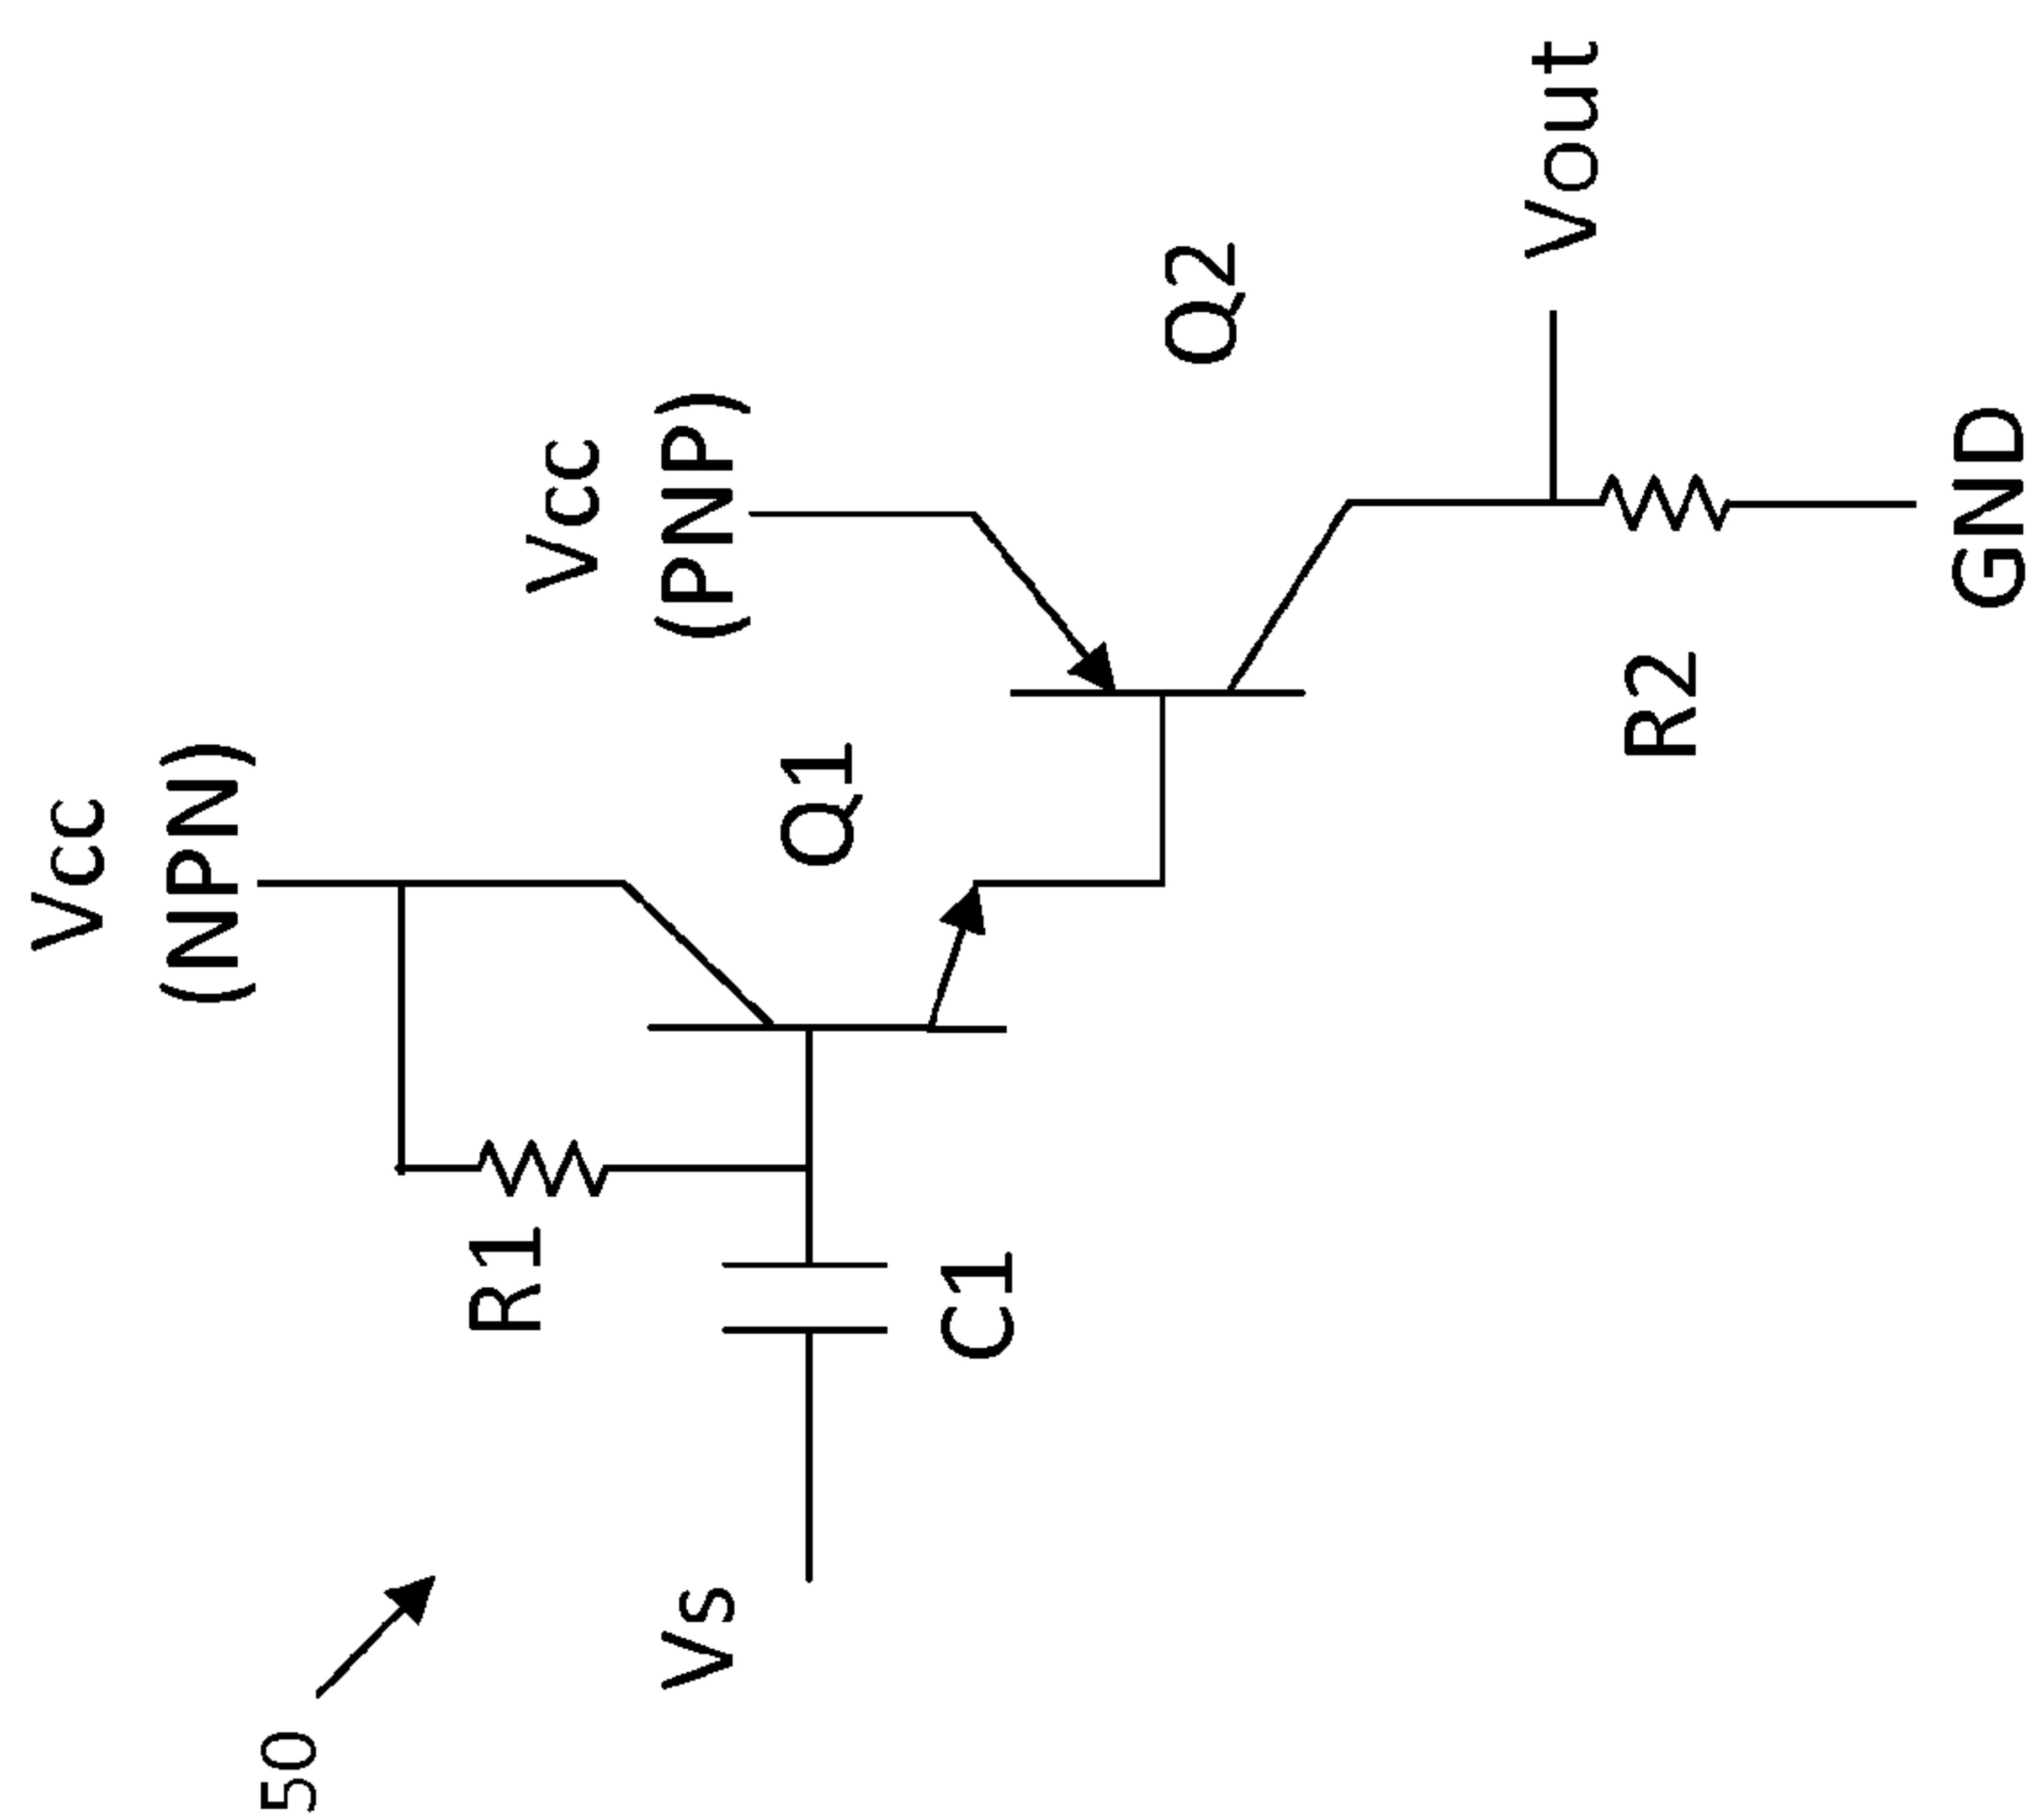 50
Vs
R1
C1
Vcc
(NPN)
Q1
Vcc
(PNP)
Q2
Vout
R2
GND